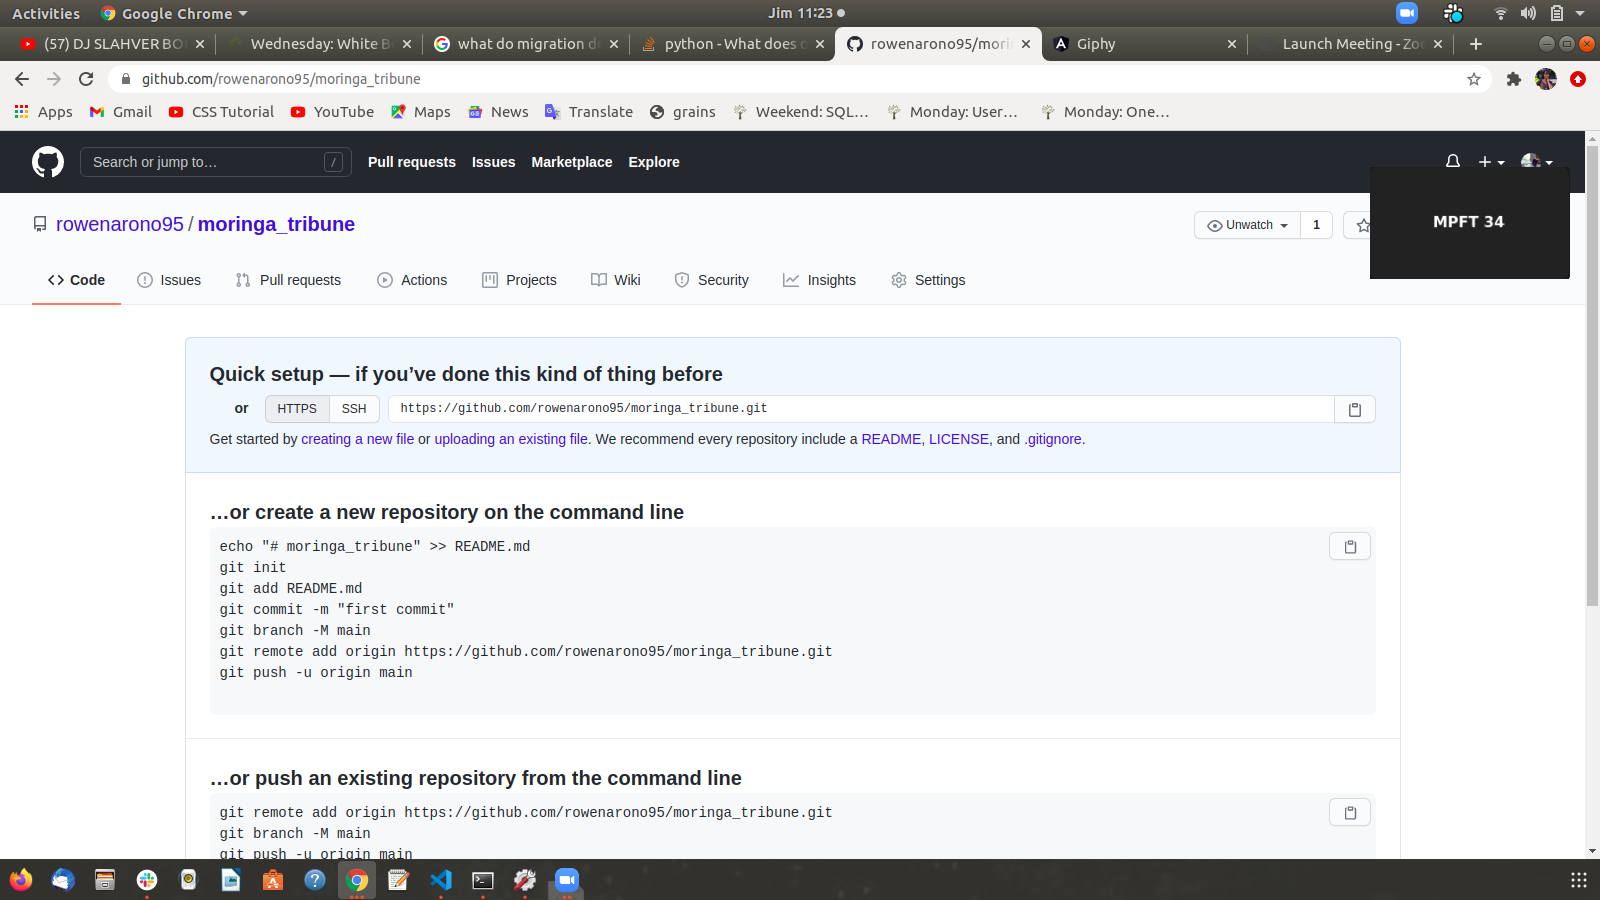 Activities Google Chrome Jim 11:23
(57) DJ SLAHVER BO Wednesday: White B what do migration d python - What does rowenarono95/mori Giphy Launch Meeting - Zo
github.com/rowenarono95/moringa_tribune
Apps Gmail CSS Tutorial YouTube Maps News Translate grains Weekend: SQL... Monday: User... Monday: One...
Search or jump to... / Pull requests Issues Marketplace Explore
rowenarono95 / moringa_tribune Unwatch 1 MPFT 34
Code Issues Pull requests Actions Projects Wiki Security Insights Settings
Quick setup — if you’ve done this kind of thing before
or HTTPS SSH https://github.com/rowenarono95/moringa_tribune.git
Get started by creating a new file or uploading an existing file. We recommend every repository include a README, LICENSE, and .gitignore.
...or create a new repository on the command line
echo "# moringa_tribune" >> README.md
git init
git add README.md
git commit -m "first commit"
git branch -M main
git remote add origin https://github.com/rowenarono95/moringa_tribune.git
git push -u origin main
...or push an existing repository from the command line
git remote add origin https://github.com/rowenarono95/moringa_tribune.git
git branch -M main
git push -u origin main